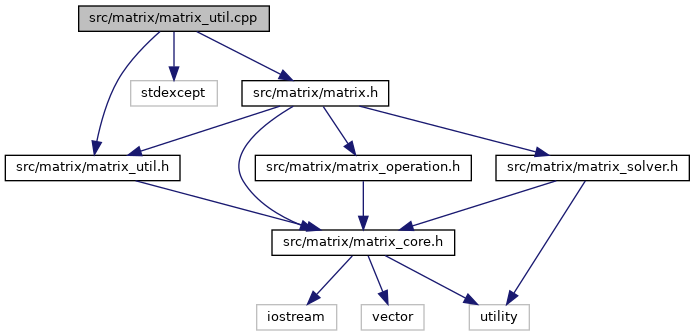 src/matrix/matrix_util.cpp
stdexcept
src/matrix/matrix.h
src/matrix/matrix_util.h
src/matrix/matrix_operation.h
src/matrix/matrix_solver.h
src/matrix/matrix_core.h
iostream
vector
utility